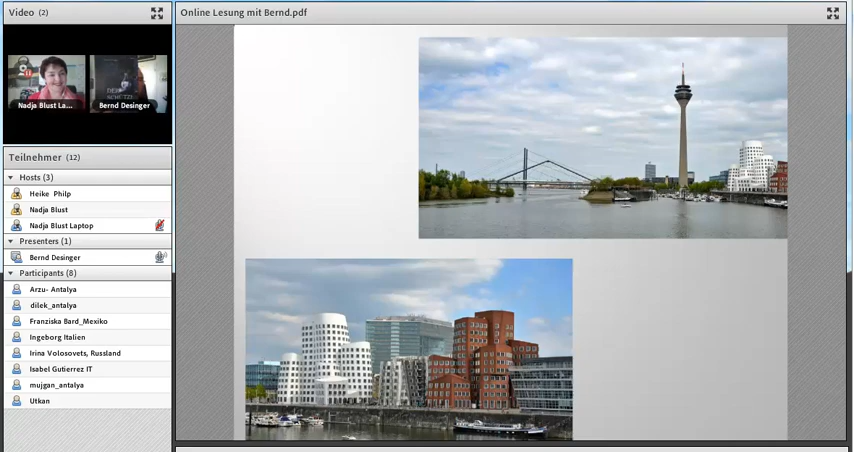 Video (2)
Nadja Blust La...
Bernd Desinger
Teilnehmer (12)
Hosts (3)
Heike Philp
Nadja Blust
Nadja Blust Laptop
Presenters (1)
Bernd Desinger
Participants (8)
Arzu- Antalya
dilek_antalya
Franziska Bard_Mexiko
Ingeborg Italien
Irina Volosovets, Russland
Isabel Gutierrez IT
mujgan_antalya
Utkan
Online Lesung mit Bernd.pdf